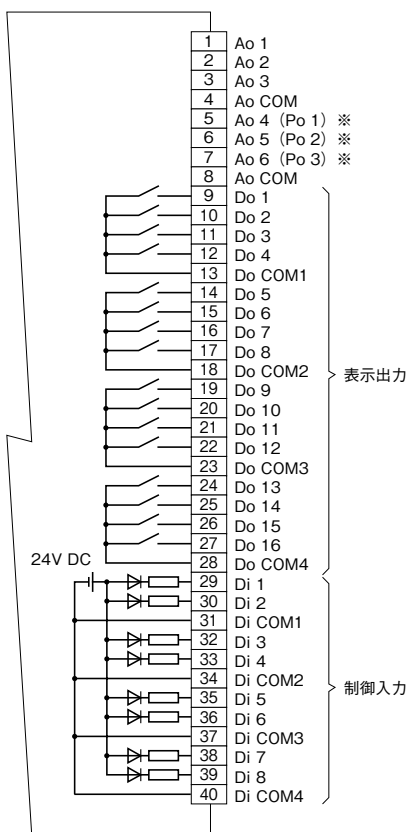 1 Ao 1
2 Ao 2
3 Ao 3
4 Ao COM
5 Ao 4（Po 1）※
6 Ao 5（Po 2）※
7 Ao 6（Po 3）※
8 Ao COM
9 Do 1
10 Do 2
11 Do 3
12 Do 4
13 Do COM1
14 Do 5
15 Do 6
16 Do 7
17 Do 8
18 Do COM2
表示出力
19 Do 9
20 Do 10
21 Do 11
22 Do 12
23 Do COM3
24 Do 13
25 Do 14
26 Do 15
27 Do 16
28 Do COM4
24V DC
29 Di 1
30 Di 2
31 Di COM1
32 Di 3
33 Di 4
34 Di COM2
制御入力
35 Di 5
36 Di 6
37 Di COM3
38 Di 7
39 Di 8
40 Di COM4